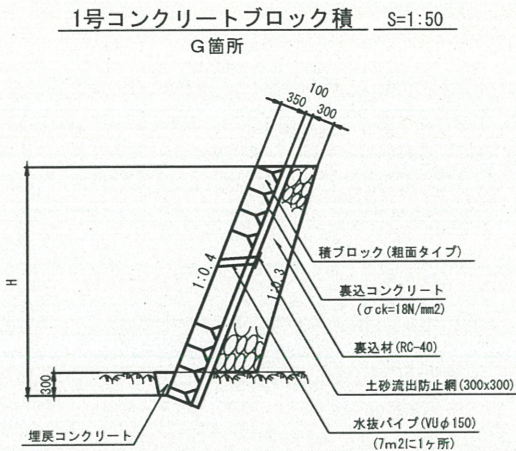 1号コンクリートブロック積 S=1:50
G箇所
100
350
300
積ブロック(粗面タイプ)
1:0.4
1:0.3
H
裏込コンクリート
(σck=18N/mm2)
裏込材(RC-40)
300
土砂流出防止網(300x300)
埋戻コンクリート
水抜パイプ(VUφ150)
(7m2に1ヶ所)